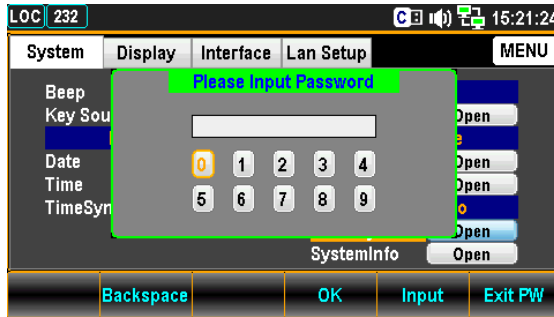 LOC 232 C 15:21:24
System Display Interface Lan Setup MENU
Please Input Password
Beep
Key Sou Open
Date Open
Time Open
TimeSyn
0 1 2 3 4
5 6 7 8 9
Open
SystemInfo Open
Backspace OK Input Exit PW